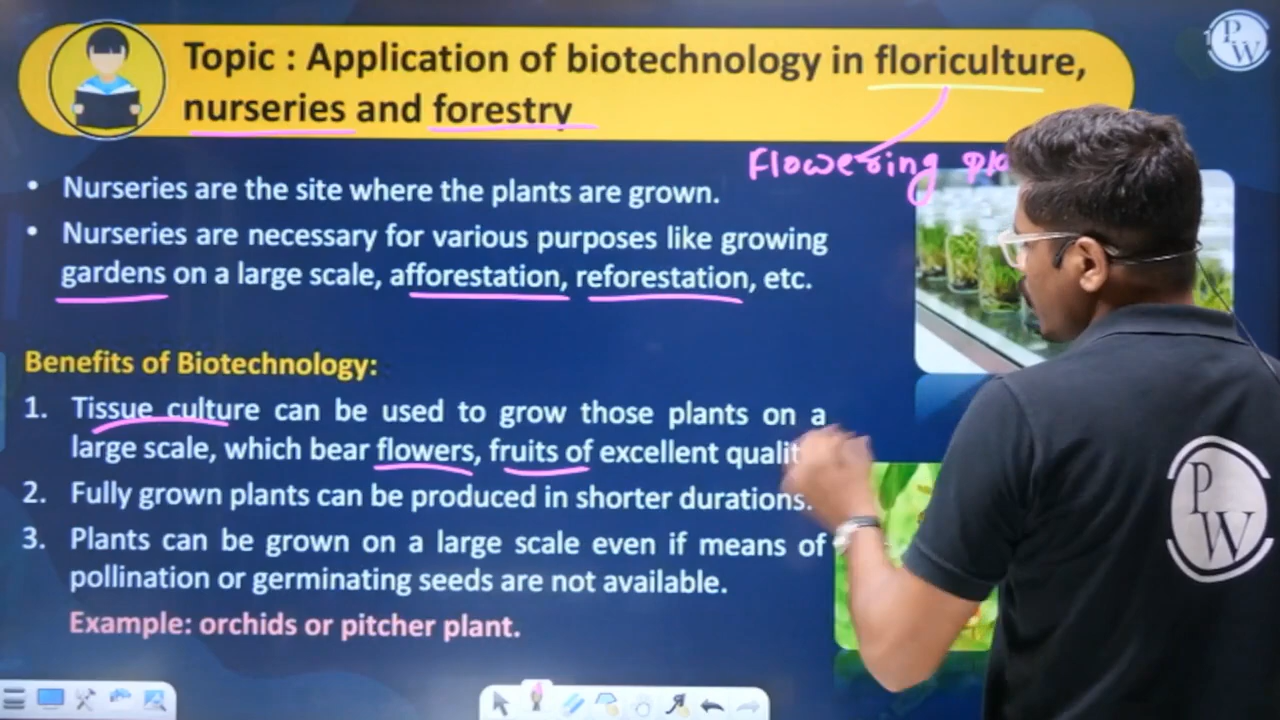 Topic : Application of biotechnology in floriculture,
nurseries and forestry
PW
Flowering
• Nurseries are the site where the plants are grown.
• Nurseries are necessary for various purposes like growing
gardens on a large scale, afforestation, reforestation, etc.
Benefits of Biotechnology:
1. Tissue culture can be used to grow those plants on a
large scale, which bear flowers, fruits of excellent
2. Fully grown plants can be produced in shorter durations.
3. Plants can be grown on a large scale even if means of
pollination or germinating seeds are not available.
Example: orchids or pitcher plant.
PW